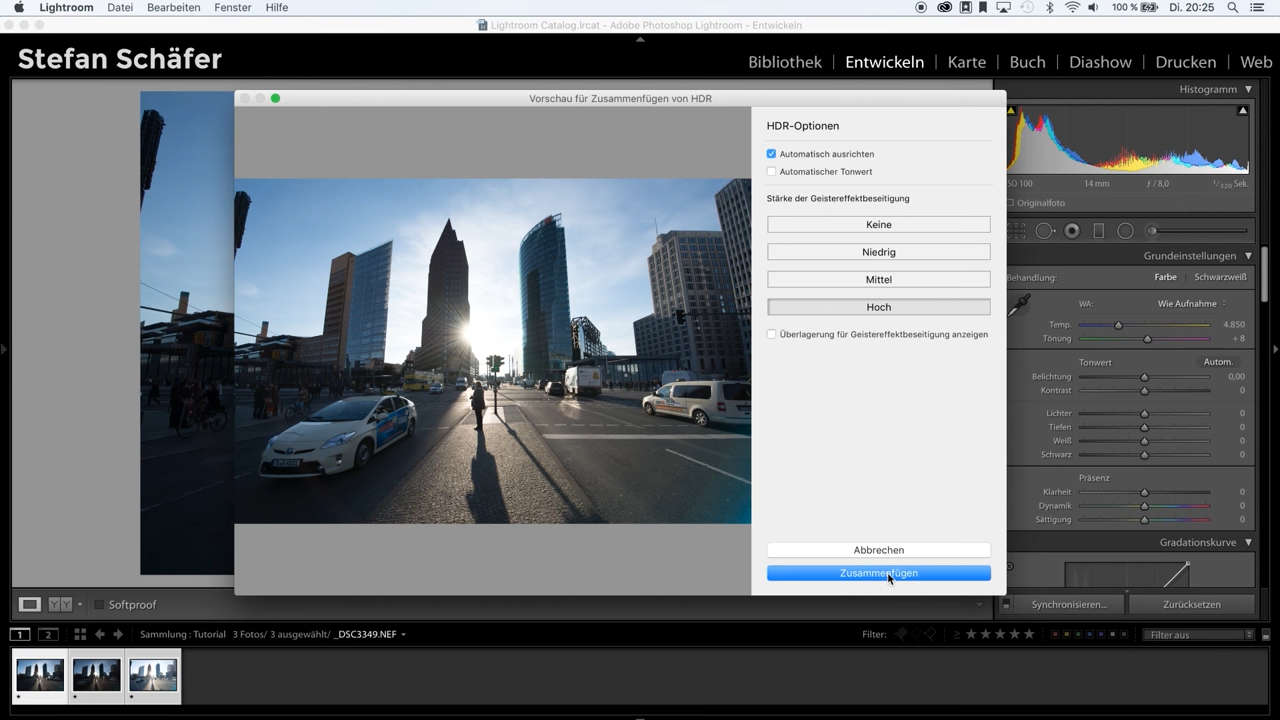 Lightroom Datei Bearbeiten Fenster Hilfe 100 % Di. 20:25
Lightroom Catalog.lrcat - Adobe Photoshop Lightroom - Entwickeln
Stefan Schäfer
Bibliothek Entwickeln Karte Buch Diashow Drucken Web
Histogramm
Vorschau für Zusammenfügen von HDR
HDR-Optionen
Automatisch ausrichten
Automatischer Tonwert
Stärke der Geistereffektbeseitigung
Keine
Niedrig
Mittel
Hoch
Überlagerung für Geistereffektbeseitigung anzeigen
Abbrechen
Zusammenfügen
ISO 100 14 mm ƒ / 8,0 1/120 Sek.
Originalfoto
Grundeinstellungen
Behandlung: Farbe Schwarzweiß
WA: Wie Aufnahme
Temp. 4.850
Tönung + 8
Tonwert Autom.
Belichtung 0,00
Kontrast 0
Lichter 0
Tiefen 0
Weiß 0
Schwarz 0
Präsenz
Klarheit 0
Dynamik 0
Sättigung 0
Gradationskurve
YY Softproof
Synchronisieren... Zurücksetzen
1 2 Sammlung : Tutorial 3 Fotos/ 3 ausgewählt/ _DSC3349.NEF Filter: ≥ Filter aus